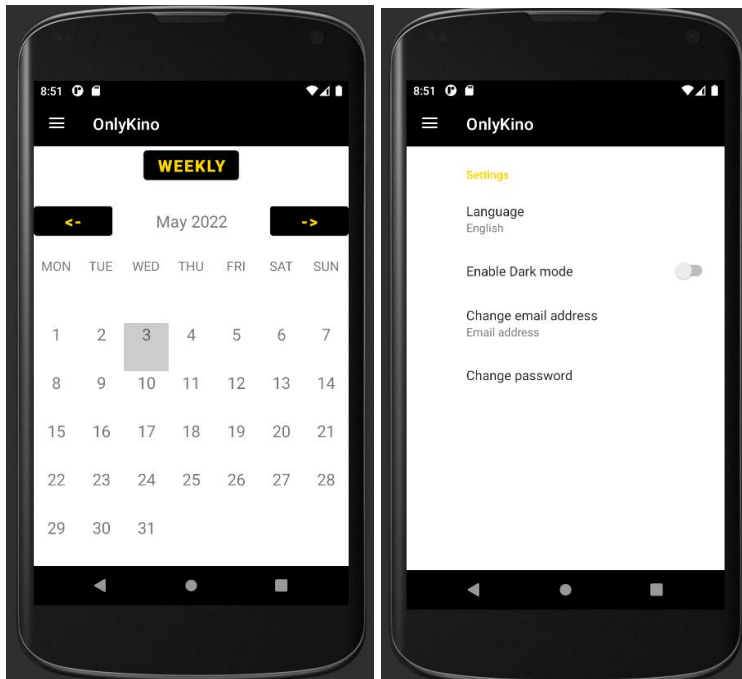 8:51
OnlyKino
WEEKLY
<- May 2022 ->
MON TUE WED THU FRI SAT SUN
1 2 3 4 5 6 7
8 9 10 11 12 13 14
15 16 17 18 19 20 21
22 23 24 25 26 27 28
29 30 31
8:51
OnlyKino
Settings
Language
English
Enable Dark mode
Change email address
Email address
Change password